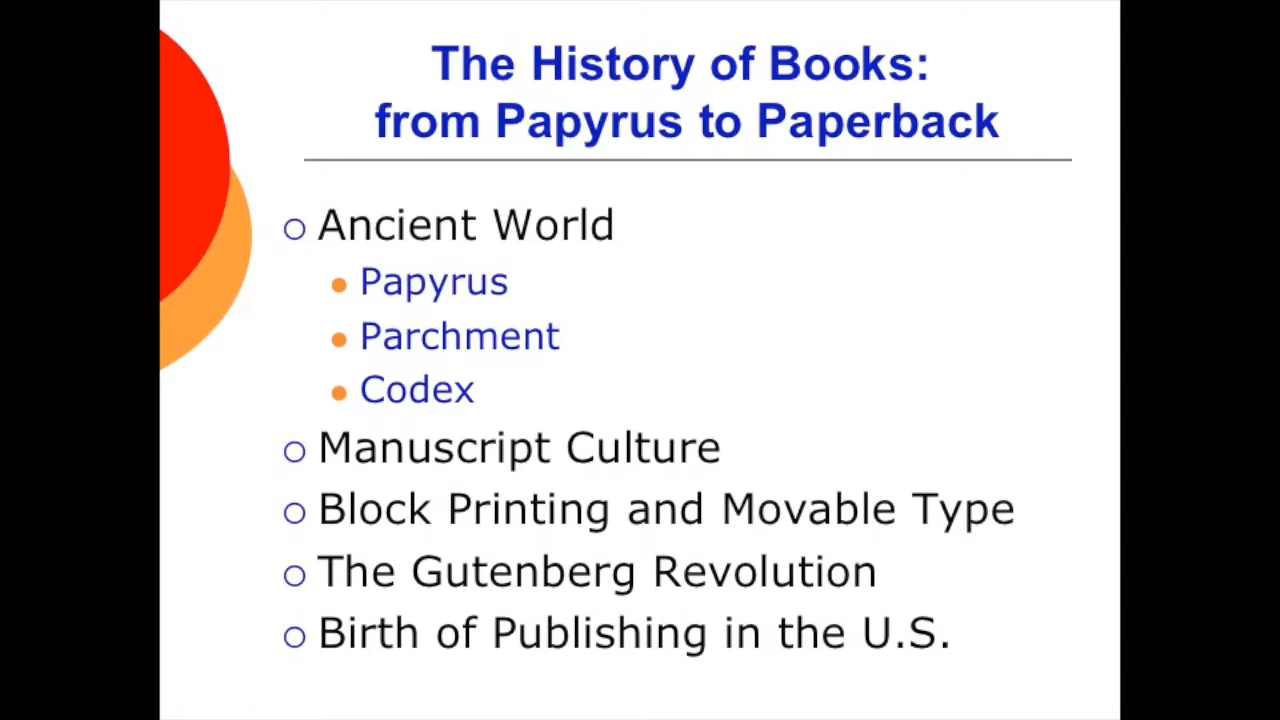 The History of Books:
from Papyrus to Paperback
Ancient World
Papyrus
Parchment
Codex
Manuscript Culture
Block Printing and Movable Type
The Gutenberg Revolution
Birth of Publishing in the U.S.